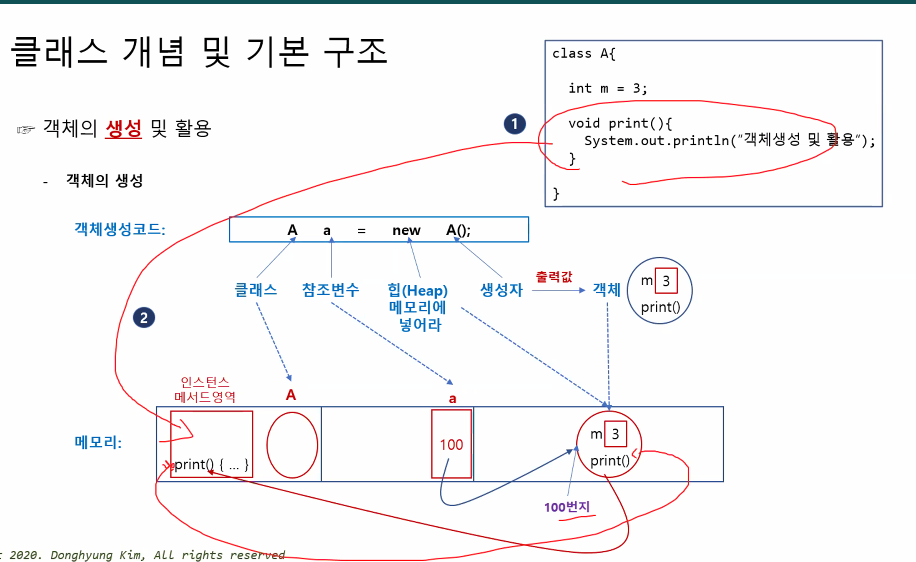 클래스 개념 및 기본 구조
class A{
int m = 3;
void print(){
System.out.println("객체생성 및 활용");
}
}
☞ 객체의 생성 및 활용
1
- 객체의 생성
객체생성코드:
A a = new A();
클래스
참조변수
힙(Heap)
메모리에
넣어라
생성자
출력값
객체
m 3
print()
2
인스턴스
메서드영역
A
a
메모리:
print() { ... }
100
m 3
print()
100번지
2020. Donghyung Kim, All rights reserved